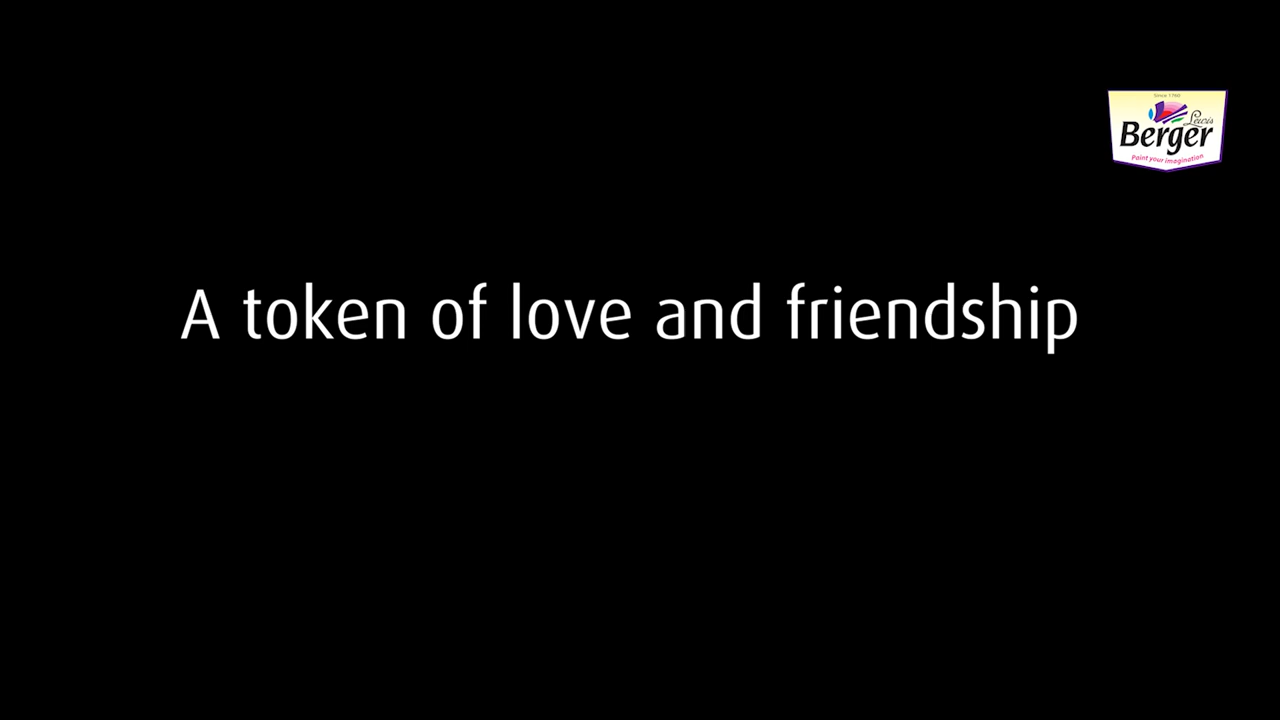 Since 1760
Lewis
Berger
Paint your imagination
A token of love and friendship